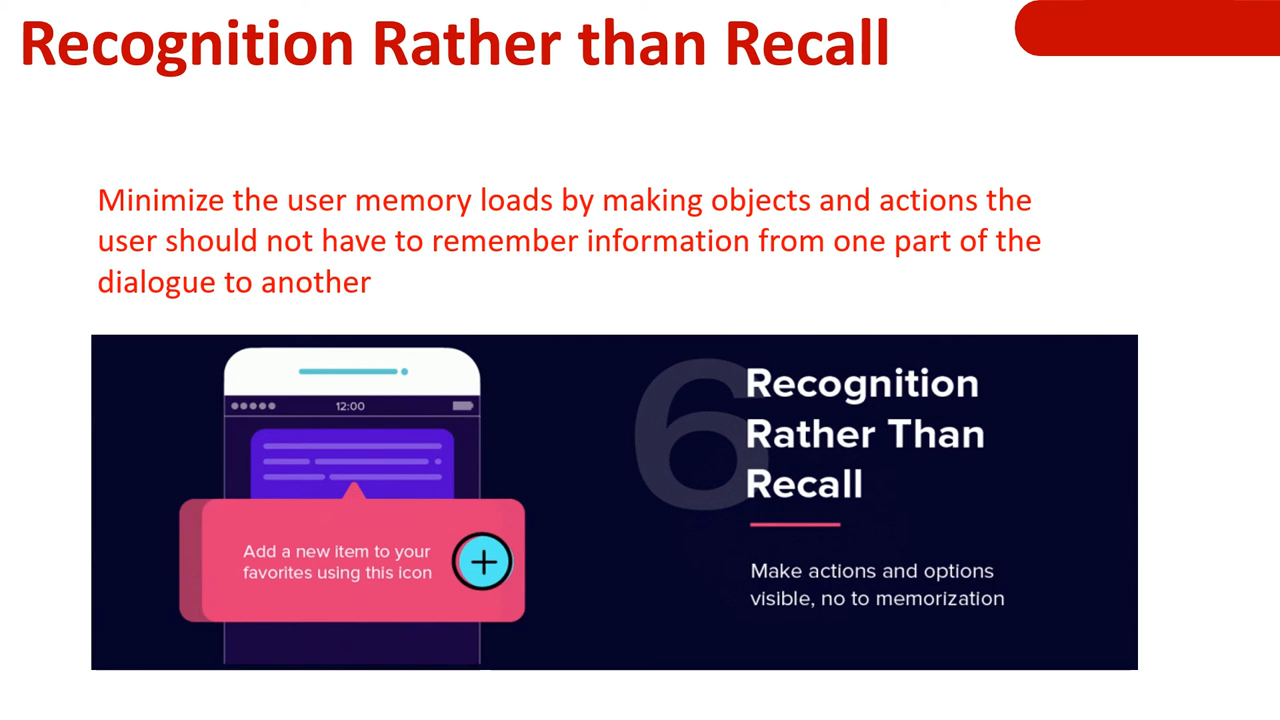 Recognition Rather than Recall
Minimize the user memory loads by making objects and actions the
user should not have to remember information from one part of the
dialogue to another
12:00
Add a new item to your
favorites using this icon
6
Recognition
Rather Than
Recall
Make actions and options
visible, no to memorization